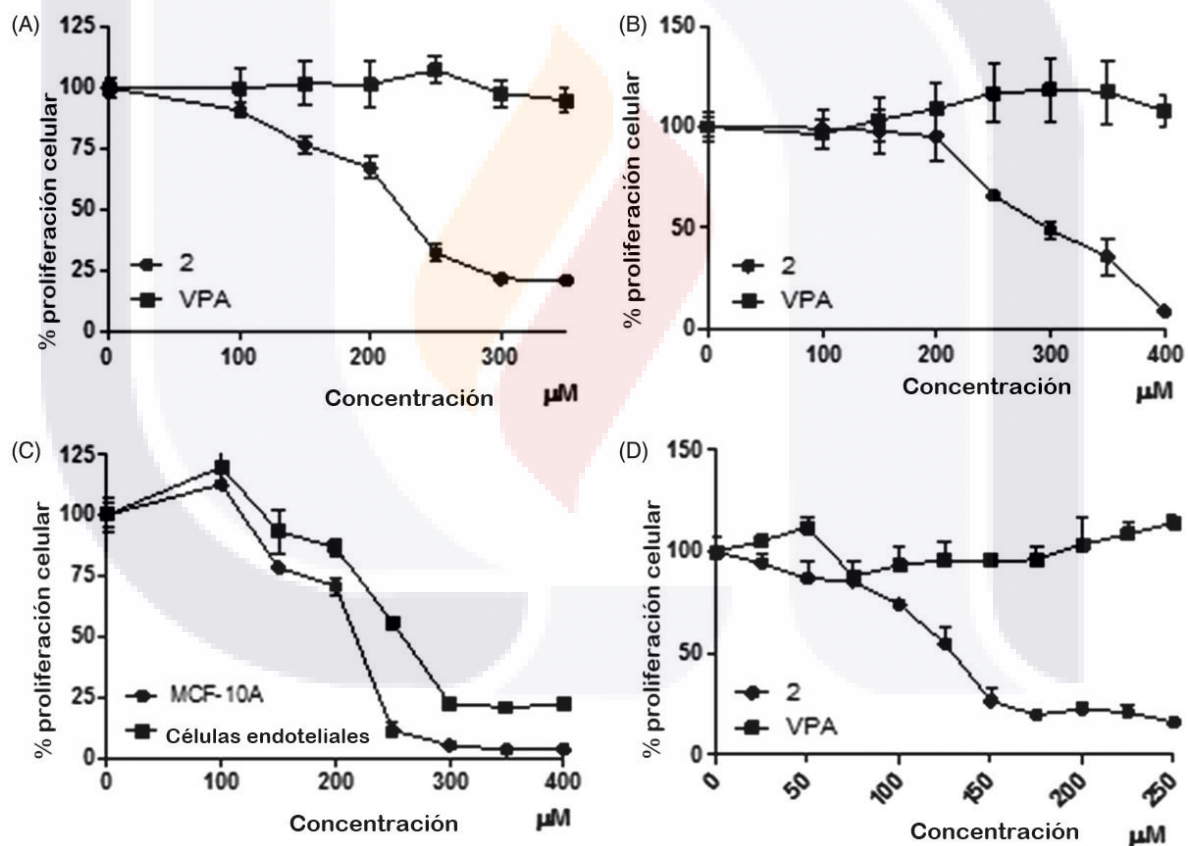 (A)
% proliferación celular
125
100
75
50
25
0
2
VPA
0 100 200 300
Concentración µM
(B)
% proliferación celular
150
100
50
0
2
VPA
0 100 200 300 400
Concentración µM
(C)
% proliferación celular
125
100
75
50
25
0
MCF-10A
Células endoteliales
0 100 200 300 400
Concentración µM
(D)
% proliferación celular
150
100
50
0
2
VPA
0 50 100 150 200 250
Concentración µM